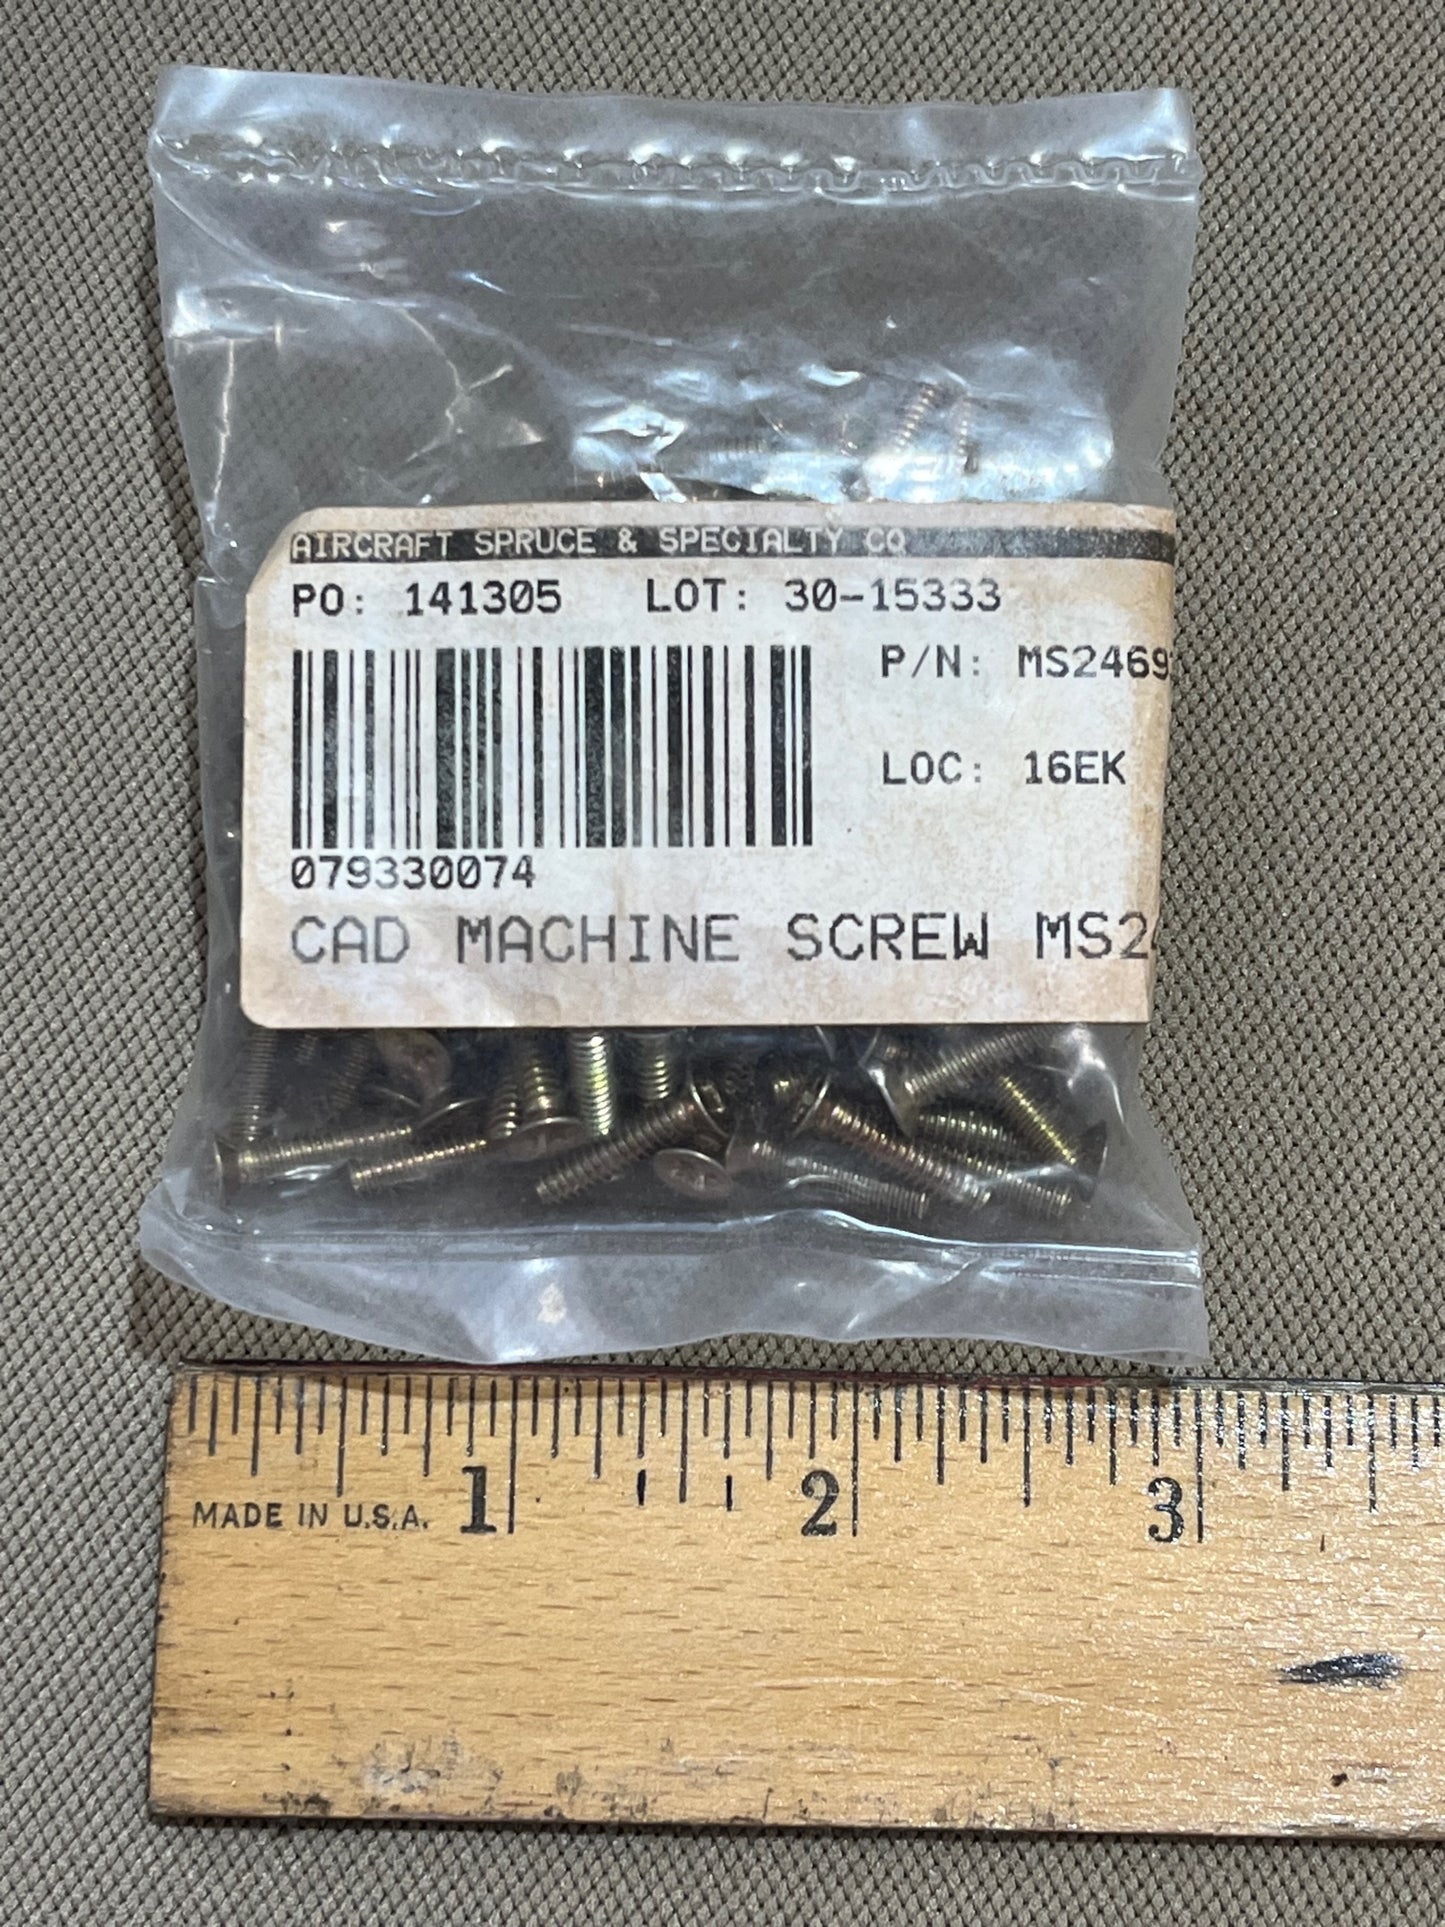 AIRCRAFT SPRUCE & SPECIALTY CO
PO: 141305 LOT: 30-15333
P/N: MS2469
LOC: 16EK
079330074
CAD MACHINE SCREW MS2
1 2 3
MADE IN U.S.A.